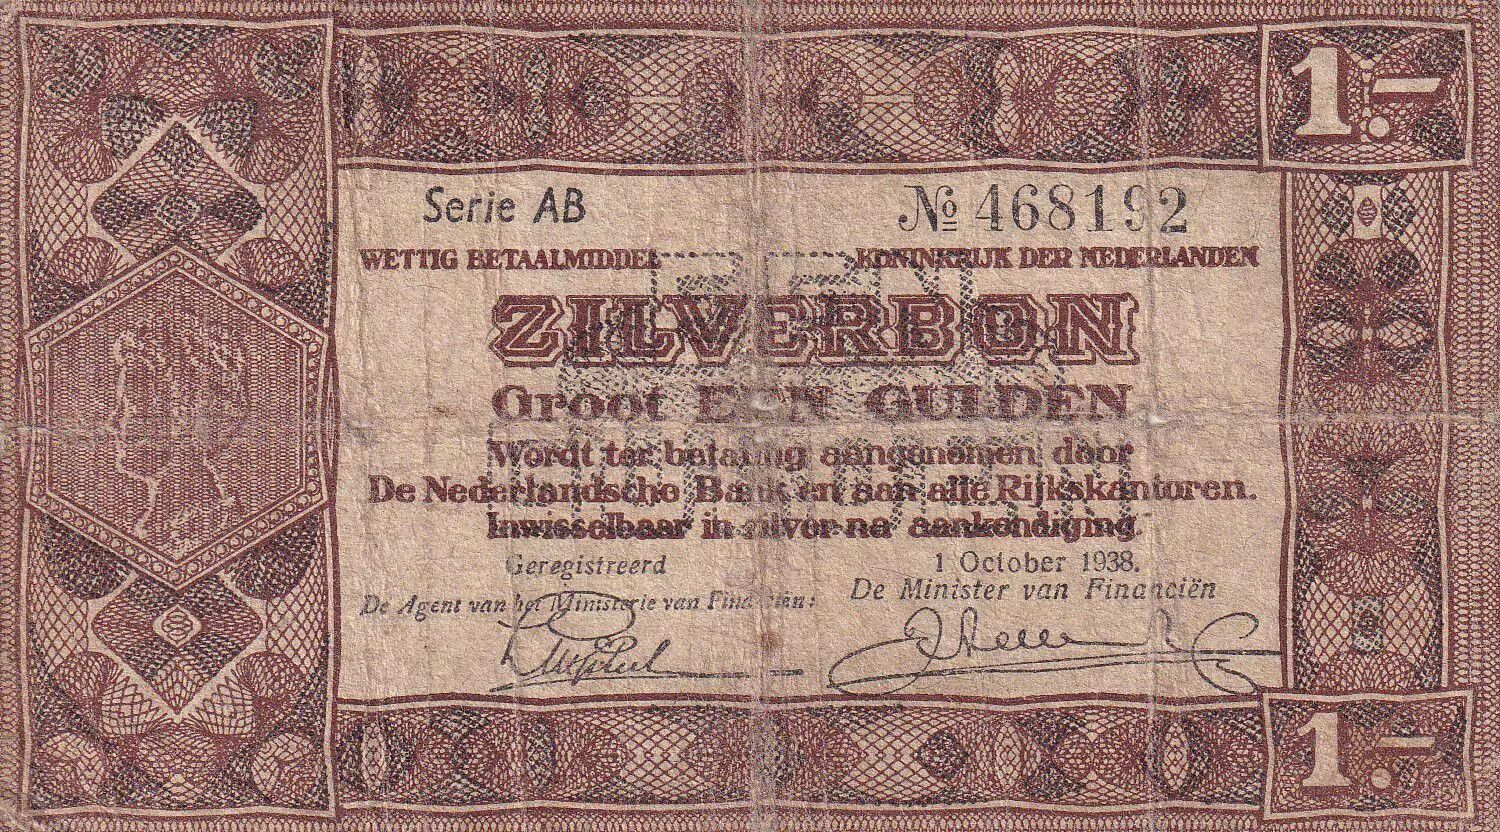 1.-
Serie AB № 468192
WETTIG BETAALMIDDEL KONINKRIJK DER NEDERLANDEN
ZILVERBON
Groot EEN GULDEN
Wordt ter betaling aangenomen door
De Nederlandsche Bank en aan alle Rijkskantoren.
Inwisselbaar in zilver na aankondiging.
Geregistreerd 1 October 1938.
De Agent van het Ministerie van Financiën: De Minister van Financiën
1.-